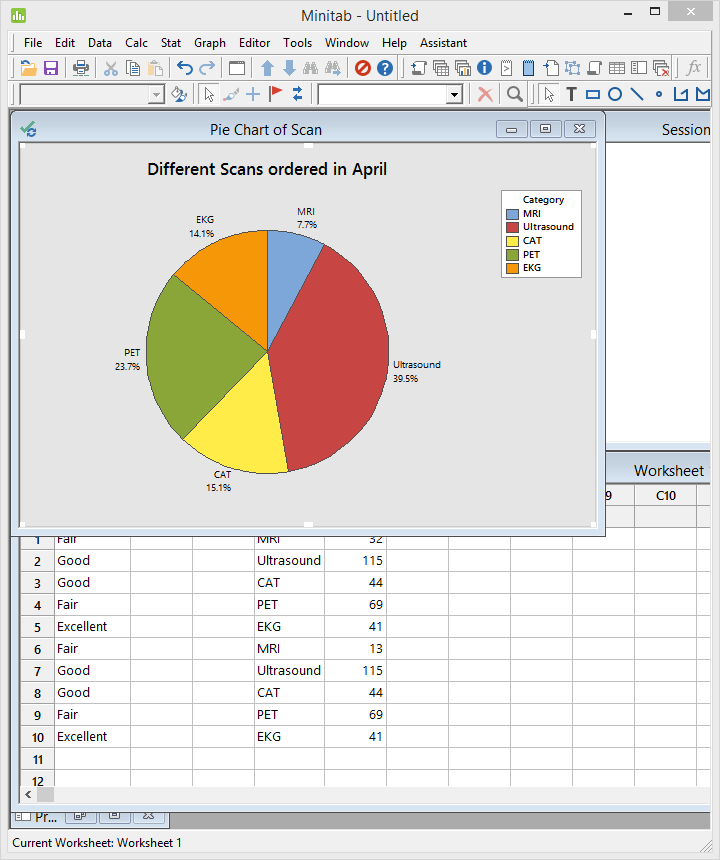 Minitab - Untitled
File Edit Data Calc Stat Graph Editor Tools Window Help Assistant
Pie Chart of Scan
Session
Different Scans ordered in April
Category
MRI
Ultrasound
CAT
PET
EKG
MRI
7.7%
EKG
14.1%
PET
23.7%
Ultrasound
39.5%
CAT
15.1%
Worksheet
9 C10
1 Fair MRI 32
2 Good Ultrasound 115
3 Good CAT 44
4 Fair PET 69
5 Excellent EKG 41
6 Fair MRI 13
7 Good Ultrasound 115
8 Good CAT 44
9 Fair PET 69
10 Excellent EKG 41
11
12
Pr...
Current Worksheet: Worksheet 1